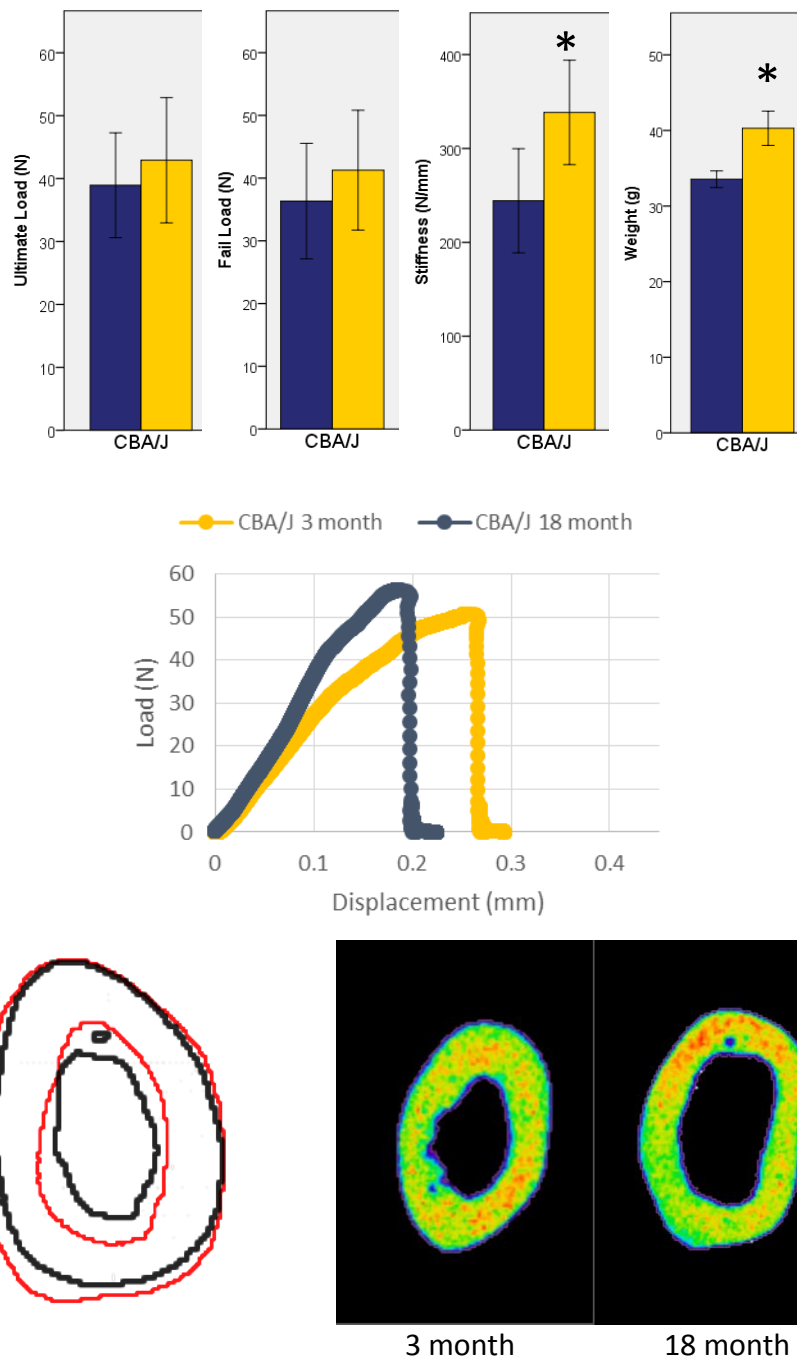 Ultimate Load (N)
60
50
40
30
20
10
0
CBA/J
Fail Load (N)
60
50
40
30
20
10
0
CBA/J
*
Stiffness (N/mm)
400
300
200
100
0
CBA/J
*
Weight (g)
50
40
30
20
10
0
CBA/J
CBA/J 3 month CBA/J 18 month
Load (N)
60
50
40
30
20
10
0
0 0.1 0.2 0.3 0.4
Displacement (mm)
3 month 18 month